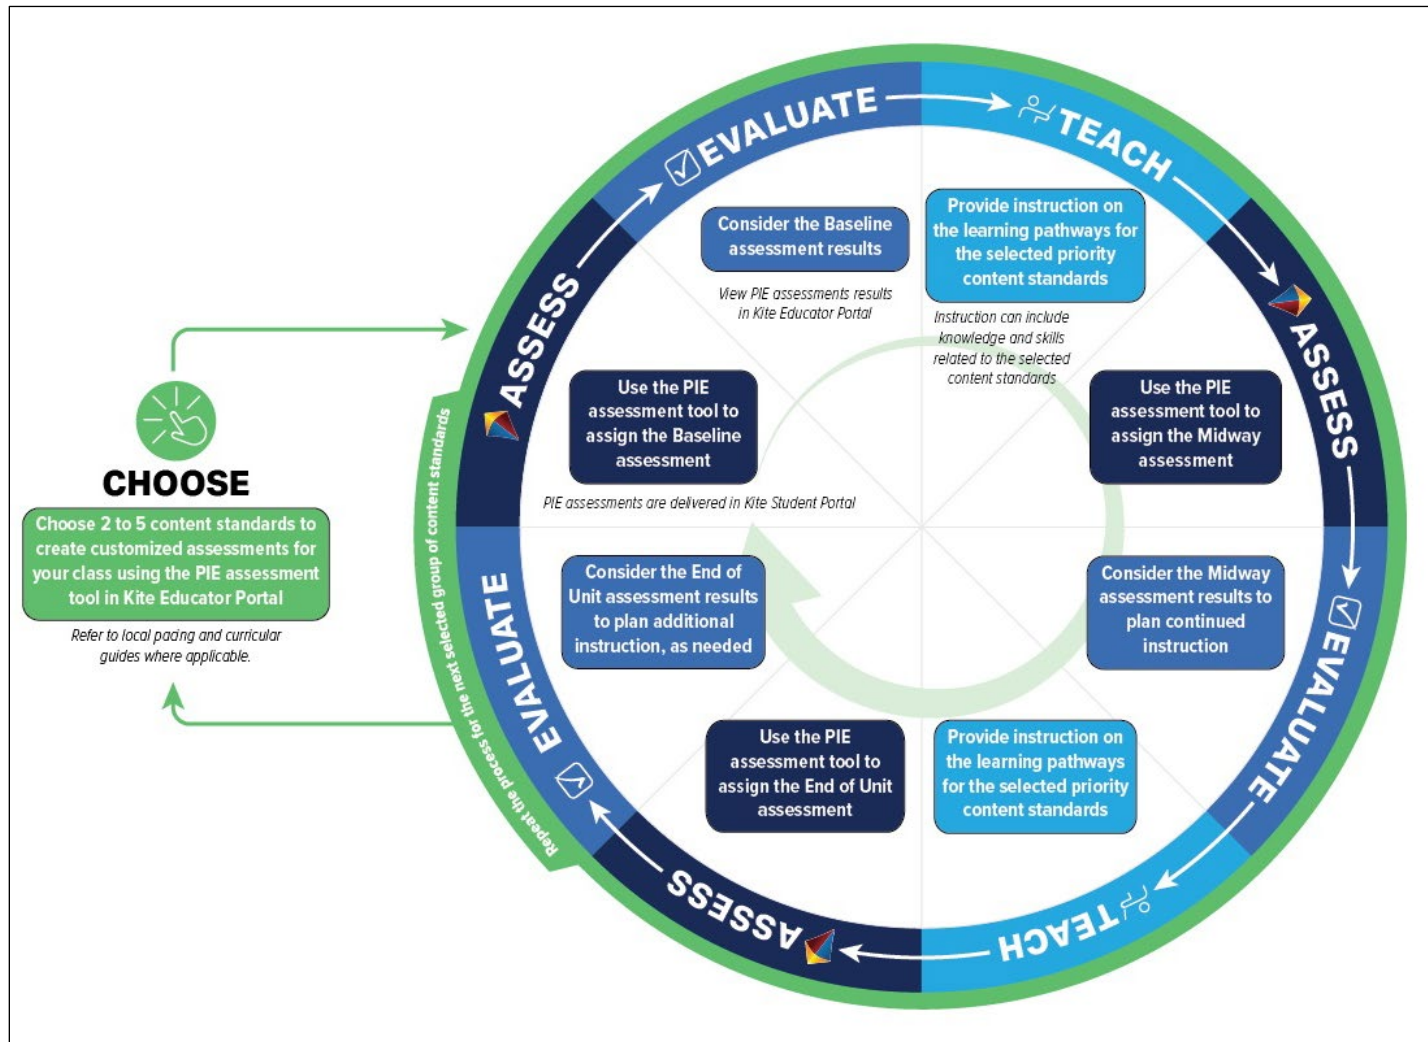 CHOOSE
Choose 2 to 5 content standards to
create customized assessments for
your class using the PIE assessment
tool in Kite Educator Portal
Refer to local pacing and curricular
guides where applicable.
Repeat the process for the next selected group of content standards
ASSESS
Use the PIE
assessment tool to
assign the Baseline
assessment
PIE assessments are delivered in Kite Student Portal
EVALUATE
Consider the Baseline
assessment results
View PIE assessments results
in Kite Educator Portal
TEACH
Provide instruction on
the learning pathways for
the selected priority
content standards
Instruction can include
knowledge and skills
related to the selected
content standards
ASSESS
Use the PIE
assessment tool to
assign the Midway
assessment
EVALUATE
Consider the Midway
assessment results to
plan continued
instruction
TEACH
Provide instruction on
the learning pathways
for the selected priority
content standards
ASSESS
Use the PIE
assessment tool to
assign the End of Unit
assessment
EVALUATE
Consider the End of
Unit assessment results
to plan additional
instruction, as needed